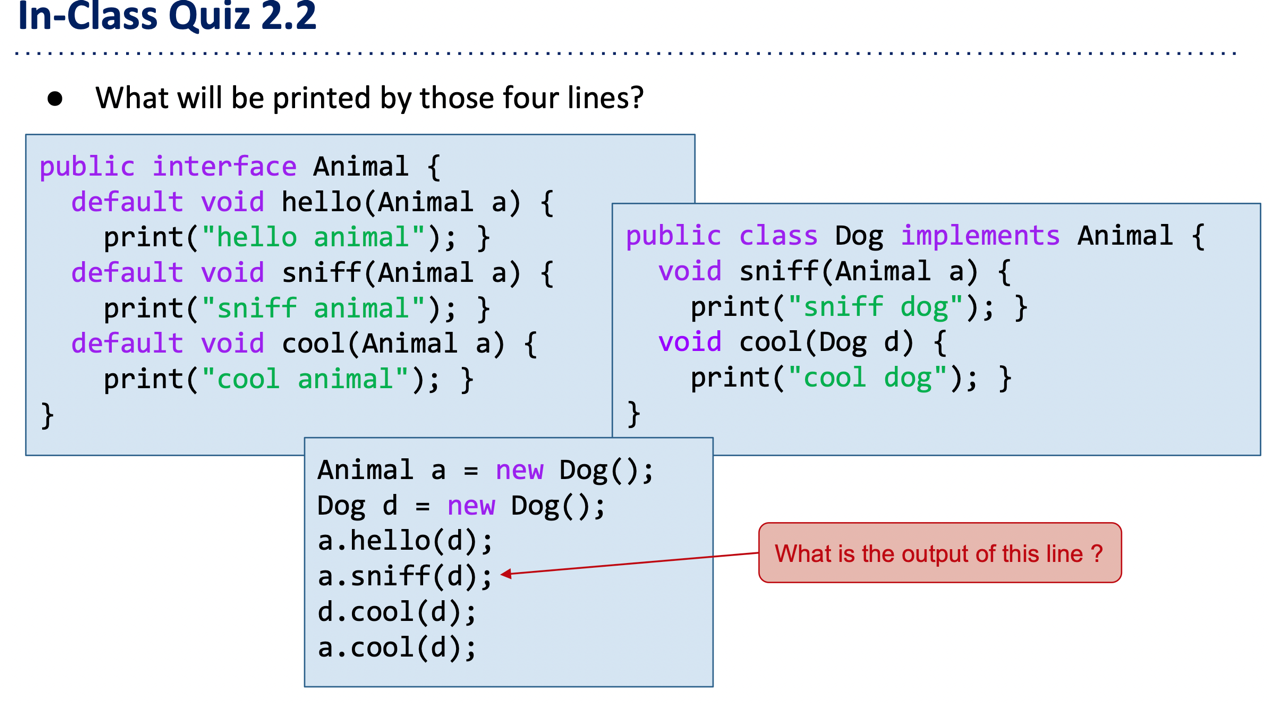 In-Class Quiz 2.2
● What will be printed by those four lines?
public interface Animal {
default void hello(Animal a) {
print("hello animal"); }
default void sniff(Animal a) {
print("sniff animal"); }
default void cool(Animal a) {
print("cool animal"); }
}
public class Dog implements Animal {
void sniff(Animal a) {
print("sniff dog"); }
void cool(Dog d) {
print("cool dog"); }
}
Animal a = new Dog();
Dog d = new Dog();
a.hello(d);
a.sniff(d);
d.cool(d);
a.cool(d);
What is the output of this line ?